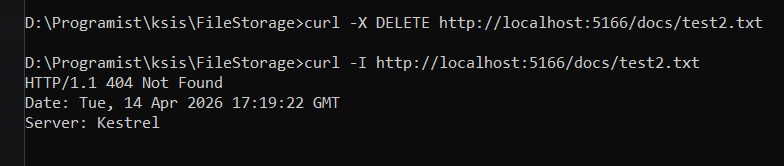 D:\Programist\ksis\FileStorage>curl -X DELETE http://localhost:5166/docs/test2.txt
D:\Programist\ksis\FileStorage>curl -I http://localhost:5166/docs/test2.txt
HTTP/1.1 404 Not Found
Date: Tue, 14 Apr 2026 17:19:22 GMT
Server: Kestrel